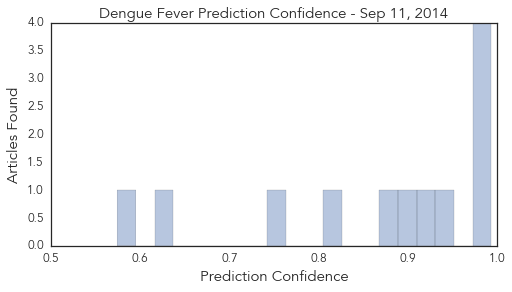 Dengue Fever Prediction Confidence - Sep 11, 2014
4.0
3.5
3.0
2.5
2.0
1.5
1.0
0.5
0.0
Articles Found
0.5 0.6 0.7 0.8 0.9 1.0
Prediction Confidence